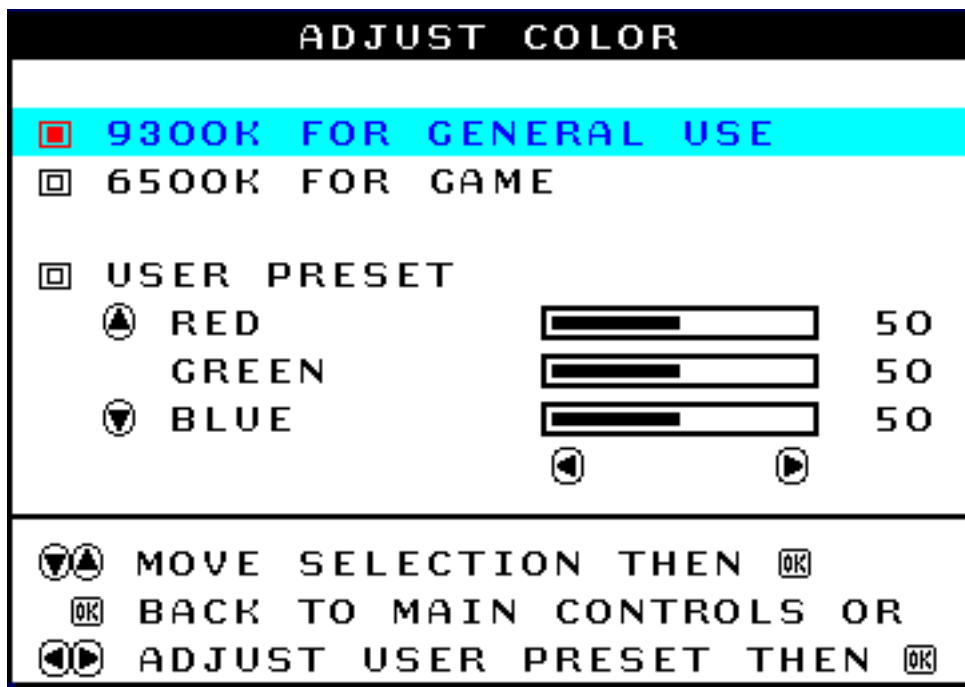 ADJUST COLOR
9300K FOR GENERAL USE
6500K FOR GAME
USER PRESET
RED 50
GREEN 50
BLUE 50
MOVE SELECTION THEN OK
OK BACK TO MAIN CONTROLS OR
ADJUST USER PRESET THEN OK